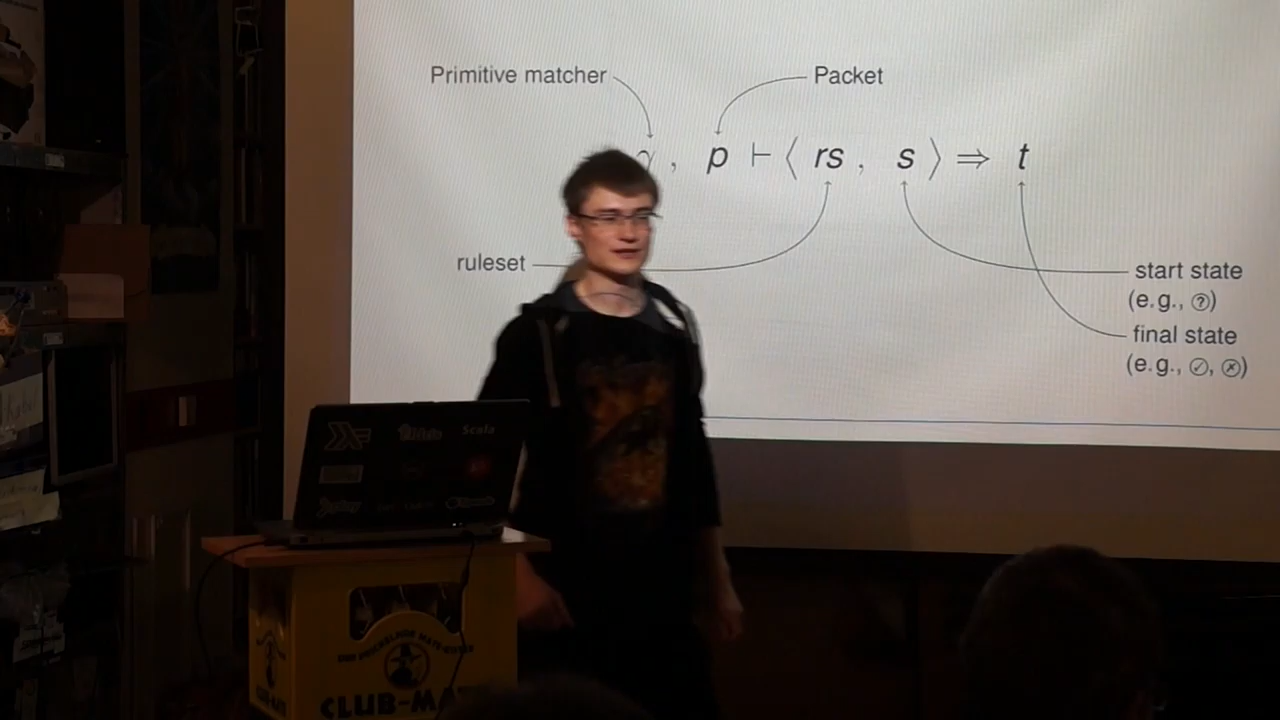 Primitive matcher
Packet
γ , p ⊢ ⟨ rs , s ⟩ ⇒ t
ruleset
start state
(e.g., ?)
final state
(e.g., ✓, ✗)
Scala
CLUB-MA